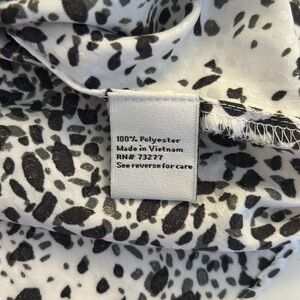 100% Polyester
Made in Vietnam
RN# 73277
See reverse for care